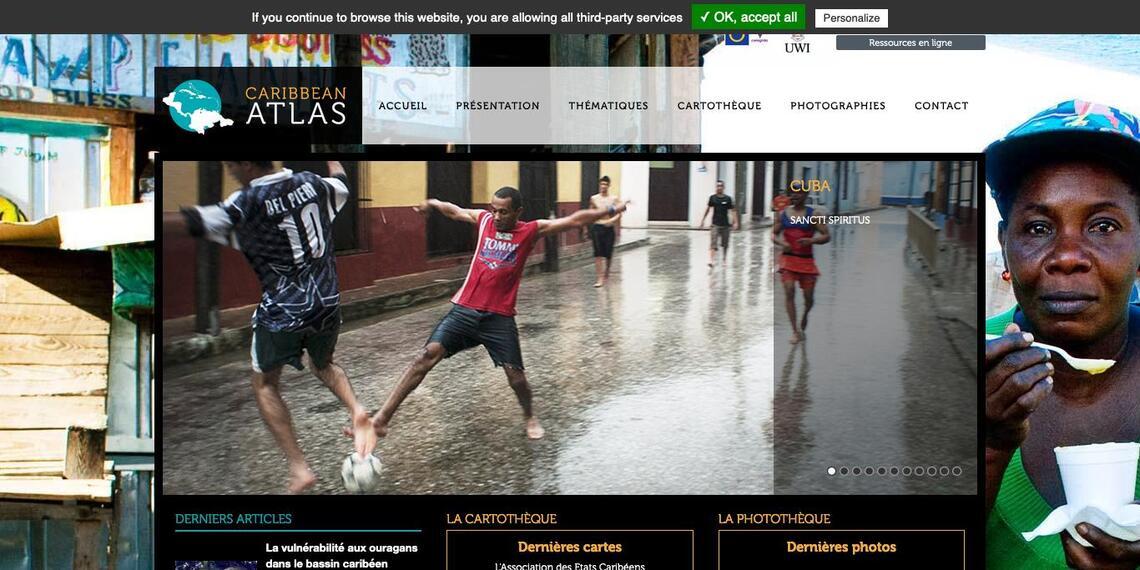 If you continue to browse this website, you are allowing all third-party services
✓ OK, accept all
Personalize
UWI
Ressources en ligne
CARIBBEAN
ATLAS
ACCUEIL
PRÉSENTATION
THÉMATIQUES
CARTOTHÈQUE
PHOTOGRAPHIES
CONTACT
DEL PIERO
10
TOMMY
CUBA
SANCTI SPIRITUS
DERNIERS ARTICLES
LA CARTOTHÈQUE
LA PHOTOTHÈQUE
La vulnérabilité aux ouragans
dans le bassin caribéen
Dernières cartes
L'Association des Etats Caribéens
Dernières photos